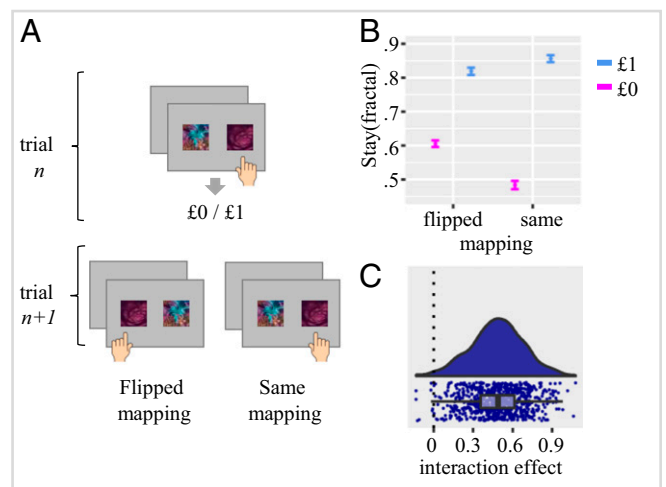 A
trial
n
£0 / £1
trial
n+1
Flipped
mapping
Same
mapping
B
Stay(fractal)
.9
.8
.7
.6
.5
flipped
same
mapping
£1
£0
C
0 0.3 0.6 0.9
interaction effect